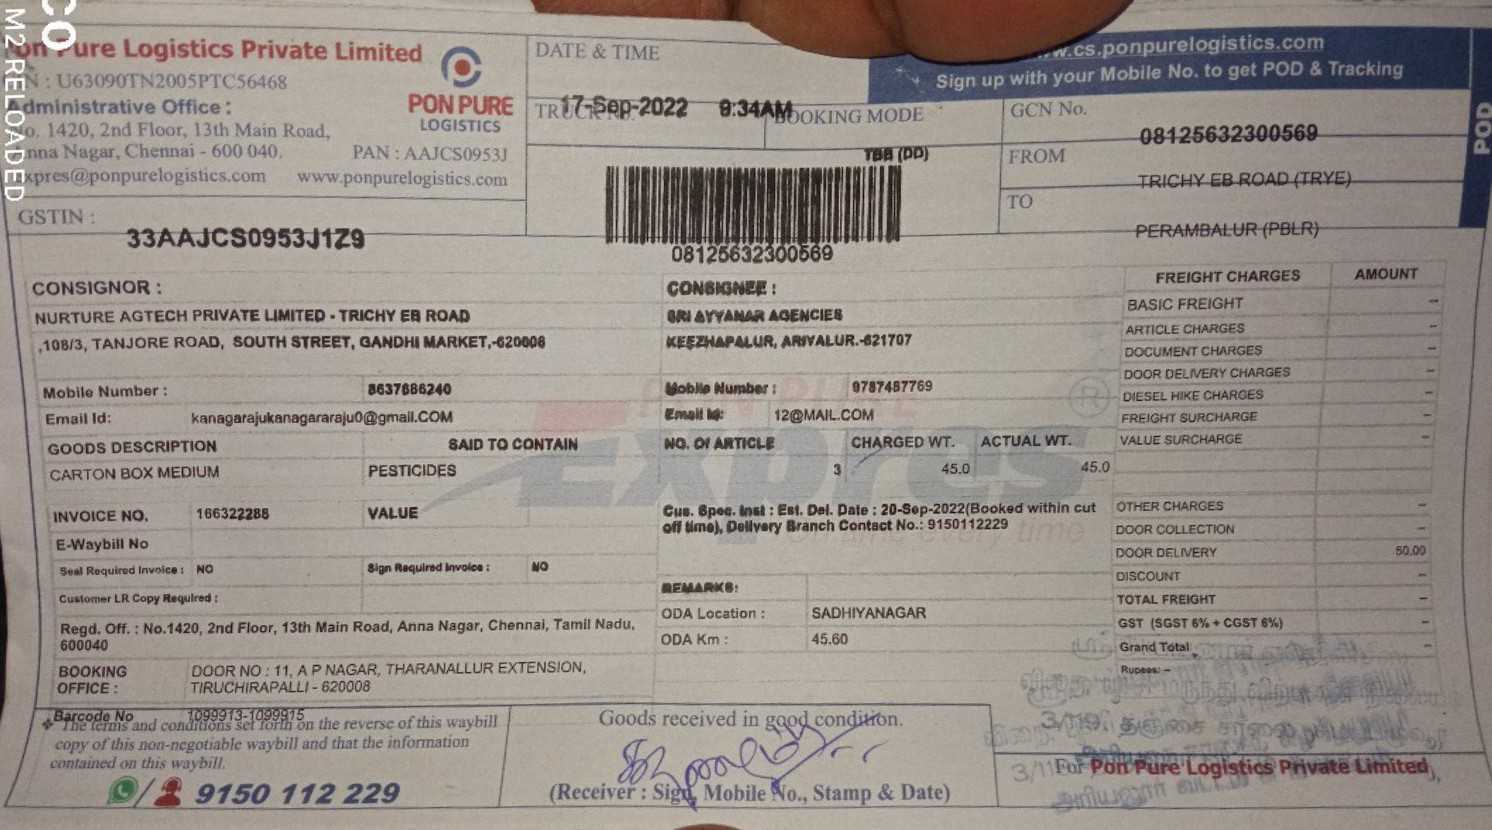 CO
M2 RELOADED
Pon Pure Logistics Private Limited
N : U63090TN2005PTC56468
Administrative Office :
No. 1420, 2nd Floor, 13th Main Road,
Anna Nagar, Chennai - 600 040. PAN : AAJCS0953J
expres@ponpurelogistics.com www.ponpurelogistics.com
PON PURE
LOGISTICS
GSTIN :
33AAJCS0953J1Z9
DATE & TIME
17-Sep-2022 9:34AM
BOOKING MODE
TBB (DD)
08125632300569
w.cs.ponpurelogistics.com
Sign up with your Mobile No. to get POD & Tracking
GCN No.
08125632300569
FROM
TRICHY EB ROAD (TRYE)
TO
PERAMBALUR (PBLR)
POD
CONSIGNOR :
NURTURE AGTECH PRIVATE LIMITED - TRICHY EB ROAD
,108/3, TANJORE ROAD, SOUTH STREET, GANDHI MARKET,-620008
Mobile Number : 8637686240
Email Id: kanagarajukanagararaju0@gmail.COM
CONSIGNEE :
SRI AYYANAR AGENCIES
KEEZHAPALUR, ARIYALUR.-621707
Mobile Number : 9787487769
Email Id: 12@MAIL.COM
GOODS DESCRIPTION SAID TO CONTAIN NO. Of ARTICLE CHARGED WT. ACTUAL WT.
CARTON BOX MEDIUM PESTICIDES 3 45.0 45.0
INVOICE NO. 166322288 VALUE
E-Waybill No
Seal Required Invoice : NO Sign Required Invoice : NO
Customer LR Copy Required :
Cus. Spec. Inst : Est. Del. Date : 20-Sep-2022(Booked within cut
off time), Delivery Branch Contact No.: 9150112229
REMARKS:
ODA Location : SADHIYANAGAR
ODA Km : 45.60
Regd. Off. : No.1420, 2nd Floor, 13th Main Road, Anna Nagar, Chennai, Tamil Nadu,
600040
BOOKING
OFFICE :
DOOR NO : 11, A P NAGAR, THARANALLUR EXTENSION,
TIRUCHIRAPALLI - 620008
Barcode No 1099913-1099915
FREIGHT CHARGES AMOUNT
BASIC FREIGHT -
ARTICLE CHARGES -
DOCUMENT CHARGES -
DOOR DELIVERY CHARGES -
DIESEL HIKE CHARGES -
FREIGHT SURCHARGE -
VALUE SURCHARGE -
OTHER CHARGES -
DOOR COLLECTION -
DOOR DELIVERY 50.00
DISCOUNT -
TOTAL FREIGHT -
GST (SGST 6% + CGST 6%) -
Grand Total -
Rupees: -
PON PURE
Expres
On time every time
The terms and conditions set forth on the reverse of this waybill
copy of this non-negotiable waybill and that the information
contained on this waybill.
9150 112 229
Goods received in good condition.
(Receiver : Sign, Mobile No., Stamp & Date)
For Pon Pure Logistics Private Limited